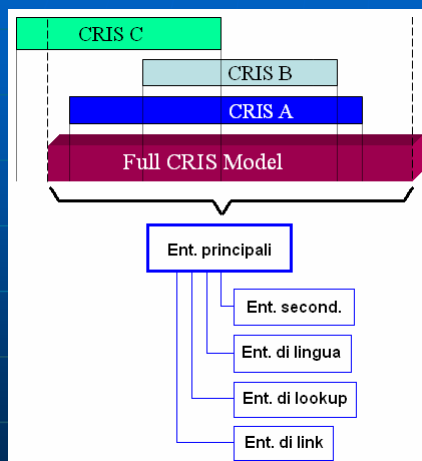 CRIS C
CRIS B
CRIS A
Full CRIS Model
Ent. principali
Ent. second.
Ent. di lingua
Ent. di lookup
Ent. di link